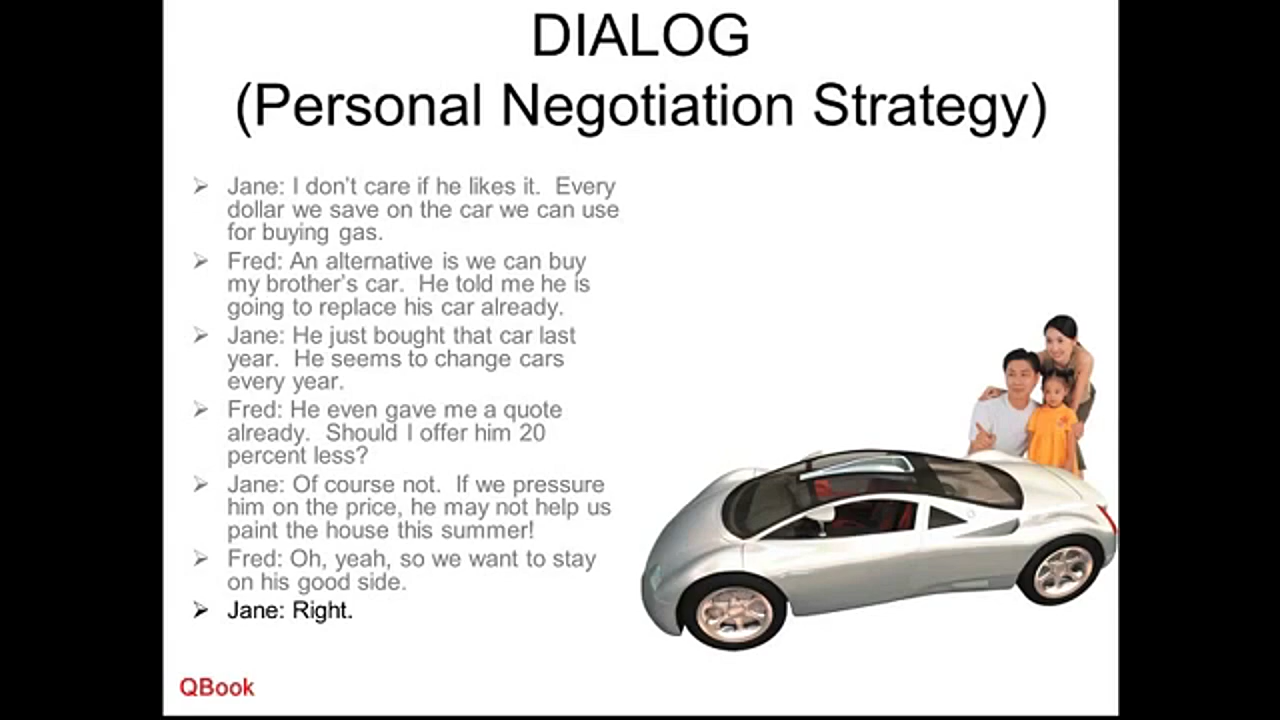 DIALOG
(Personal Negotiation Strategy)
Jane: I don’t care if he likes it.  Every
dollar we save on the car we can use
for buying gas.
Fred: An alternative is we can buy
my brother’s car.  He told me he is
going to replace his car already.
Jane: He just bought that car last
year.  He seems to change cars
every year.
Fred: He even gave me a quote
already.  Should I offer him 20
percent less?
Jane: Of course not.  If we pressure
him on the price, he may not help us
paint the house this summer!
Fred: Oh, yeah, so we want to stay
on his good side.
Jane: Right.
QBook